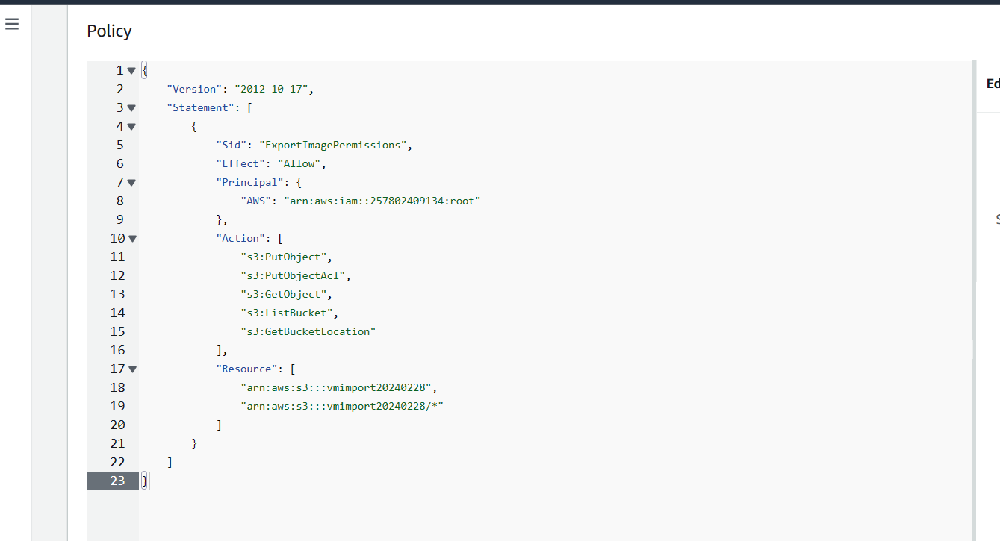 Policy
Ed
1 {
2 "Version": "2012-10-17",
3 "Statement": [
4 {
5 "Sid": "ExportImagePermissions",
6 "Effect": "Allow",
7 "Principal": {
8 "AWS": "arn:aws:iam::257802409134:root"
9 },
10 "Action": [
11 "s3:PutObject",
12 "s3:PutObjectAcl",
13 "s3:GetObject",
14 "s3:ListBucket",
15 "s3:GetBucketLocation"
16 ],
17 "Resource": [
18 "arn:aws:s3:::vmimport20240228",
19 "arn:aws:s3:::vmimport20240228/*"
20 ]
21 }
22 ]
23 }